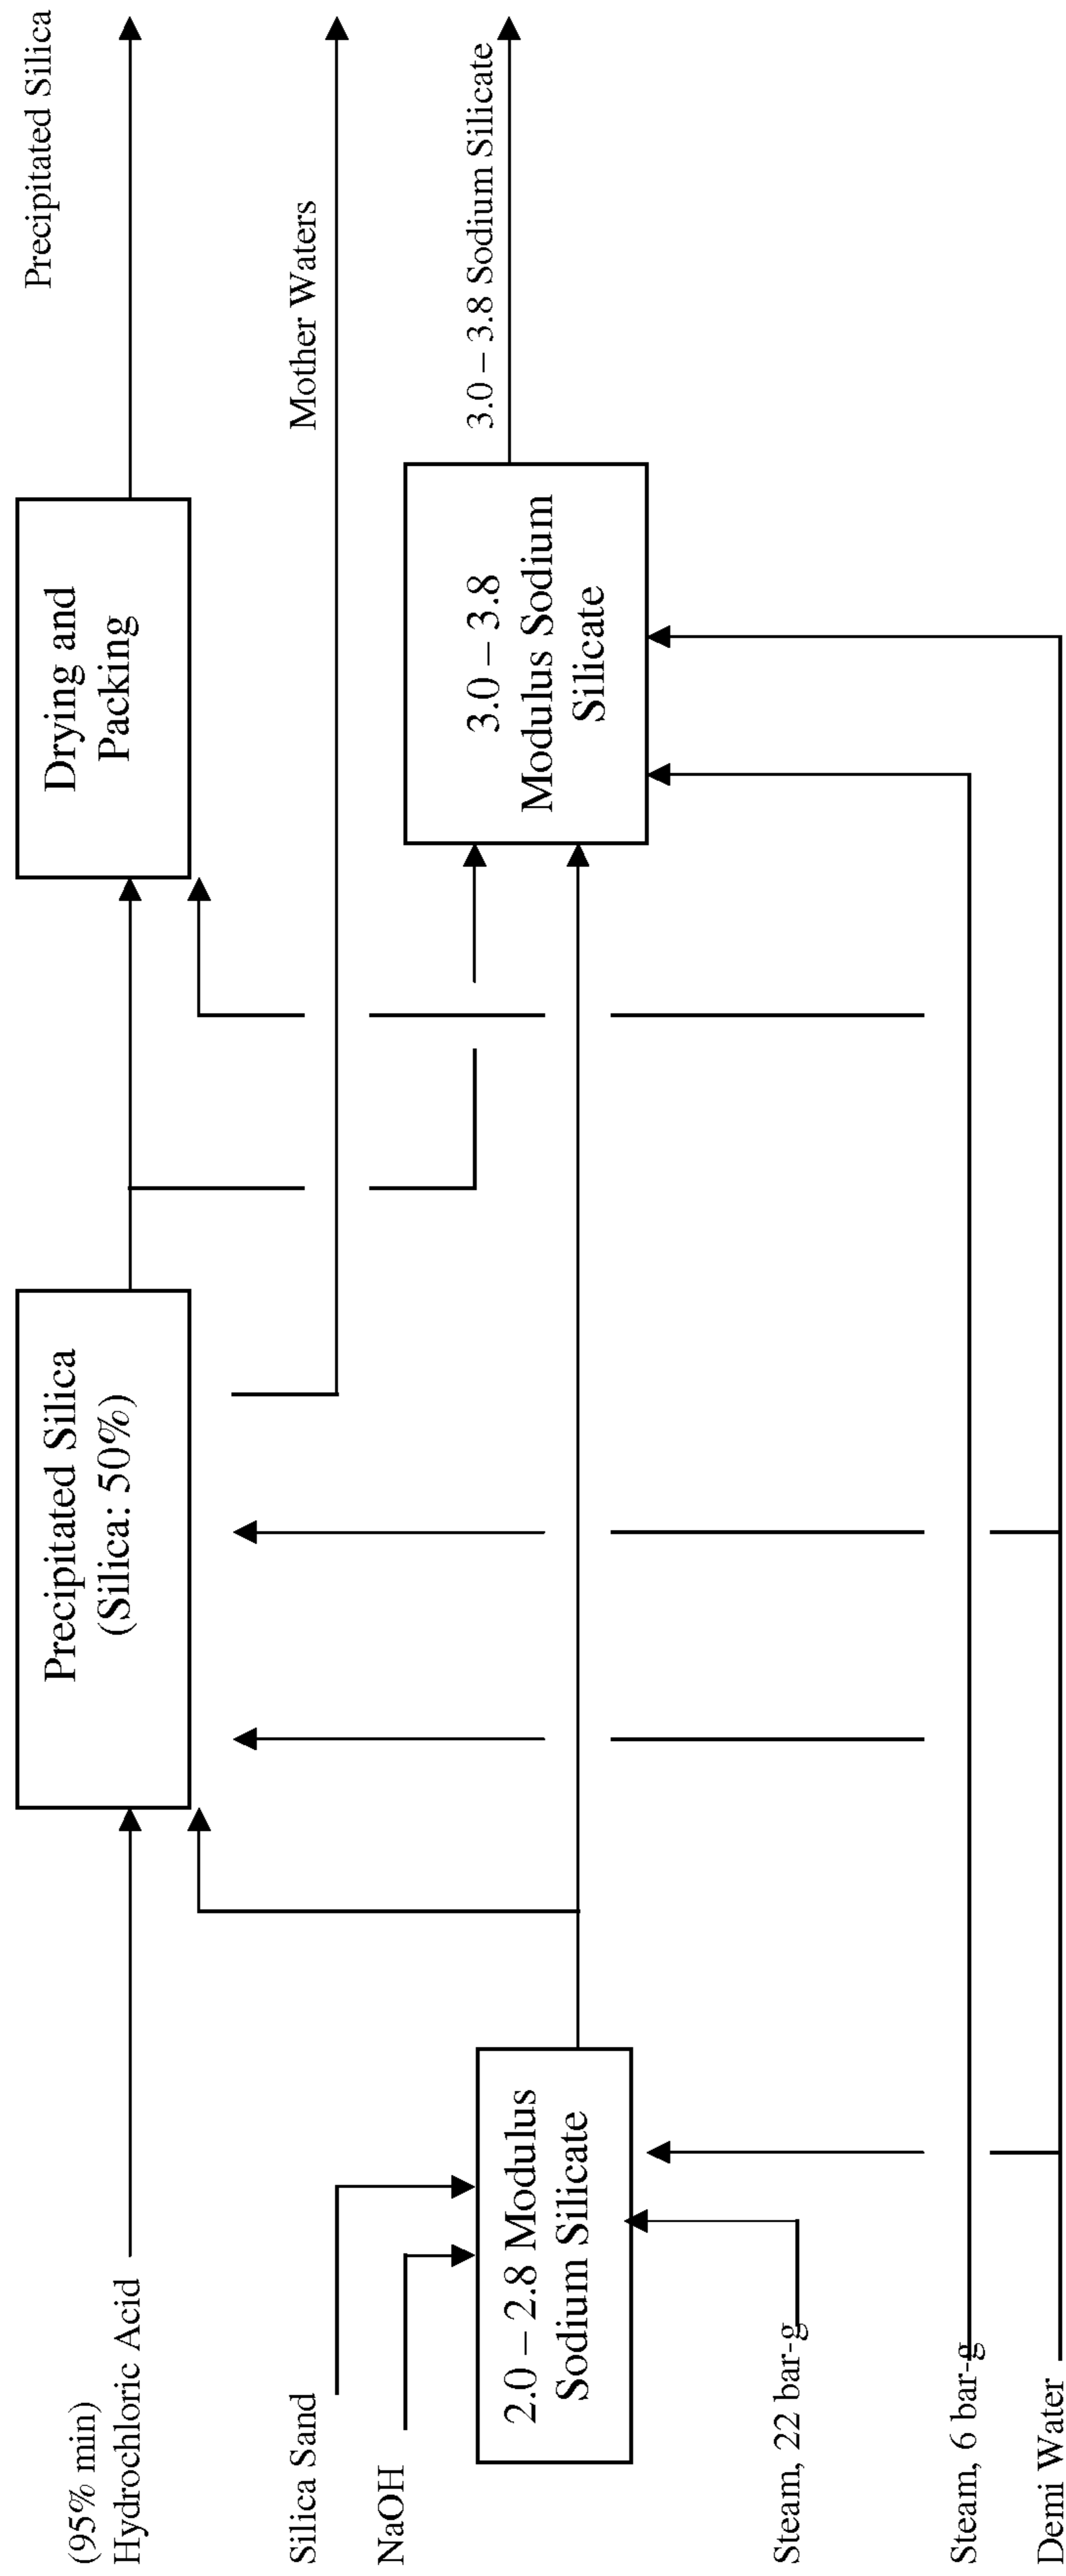 (95% min)
Hydrochloric Acid
Silica Sand
NaOH
Steam, 22 bar-g
Steam, 6 bar-g
Demi Water
2.0 – 2.8 Modulus
Sodium Silicate
Precipitated Silica
(Silica: 50%)
Drying and
Packing
3.0 – 3.8
Modulus Sodium
Silicate
Precipitated Silica
Mother Waters
3.0 – 3.8 Sodium Silicate